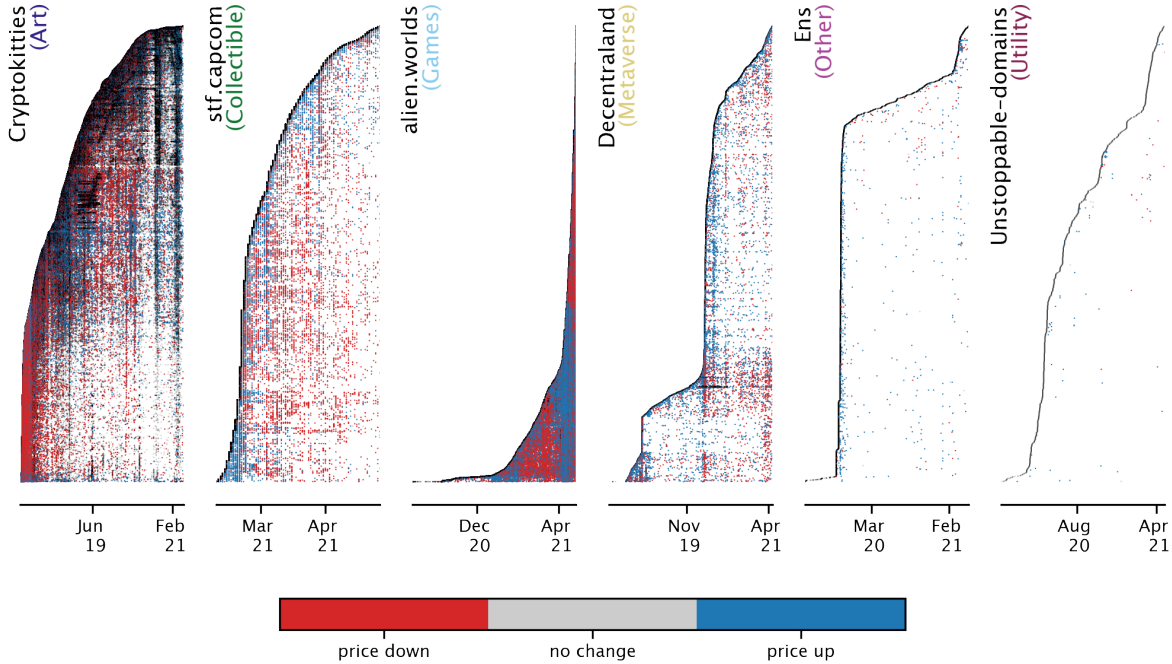 Cryptokitties
(Art)
stf.capcom
(Collectible)
alien.worlds
(Games)
Decentraland
(Metaverse)
Ens
(Other)
Unstoppable-domains
(Utility)
Jun
19
Feb
21
Mar
21
Apr
21
Dec
20
Apr
21
Nov
19
Apr
21
Mar
20
Feb
21
Aug
20
Apr
21
price down
no change
price up